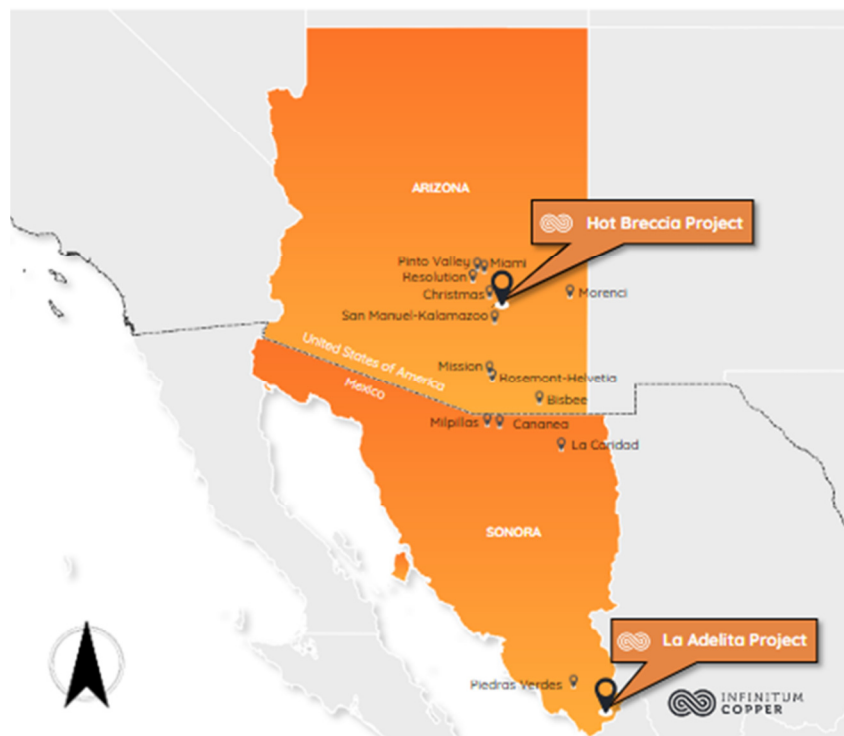 ARIZONA
Hot Breccia Project
Pinto Valley
Miami
Resolution
Christmas
Morenci
San Manuel-Kalamazoo
United States of America
Mission
Rosemont-Helvetia
Mexico
Bisbee
Milpillas
Cananea
La Caridad
SONORA
La Adelita Project
Piedras Verdes
INFINITUM
COPPER